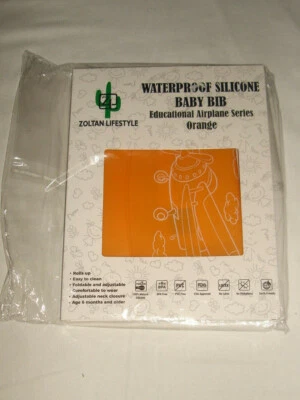 WATERPROOF SILICONE
BABY BIB
Educational Airplane Series
Orange
ZOLTAN LIFESTYLE
• Rolls up
• Easy to clean
• Foldable and adjustable
• Comfortable to wear
• Adjustable neck closure
• Age 6 months and older